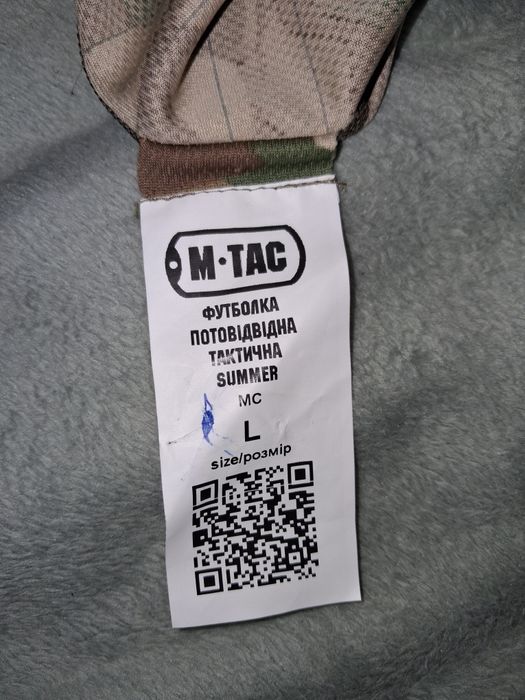 M·TAC
ФУТБОЛКА
ПОТОВІДВІДНА
ТАКТИЧНА
SUMMER
MC
L
size/розмір